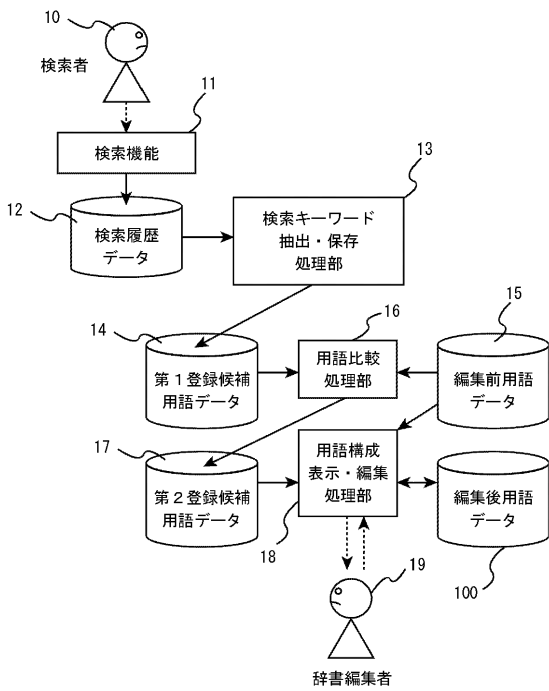 10
検索者
11
検索機能
12
検索履歴
データ
13
検索キーワード
抽出・保存
処理部
14
第１登録候補
用語データ
16
用語比較
処理部
15
編集前用語
データ
17
第２登録候補
用語データ
用語構成
表示・編集
処理部
18
編集後用語
データ
100
19
辞書編集者